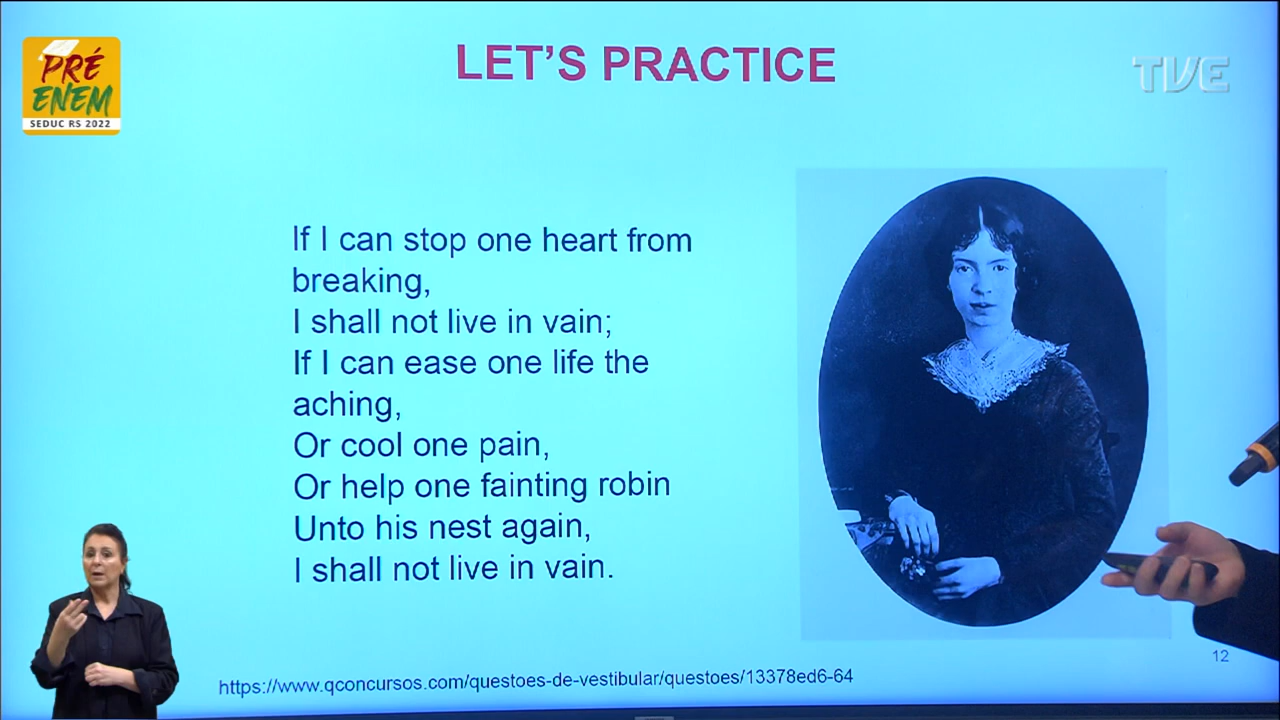 PRÉ
ENEM
SEDUC RS 2022
LET'S PRACTICE
TVE
If I can stop one heart from
breaking,
I shall not live in vain;
If I can ease one life the
aching,
Or cool one pain,
Or help one fainting robin
Unto his nest again,
I shall not live in vain.
12
https://www.qconcursos.com/questoes-de-vestibular/questoes/13378ed6-64